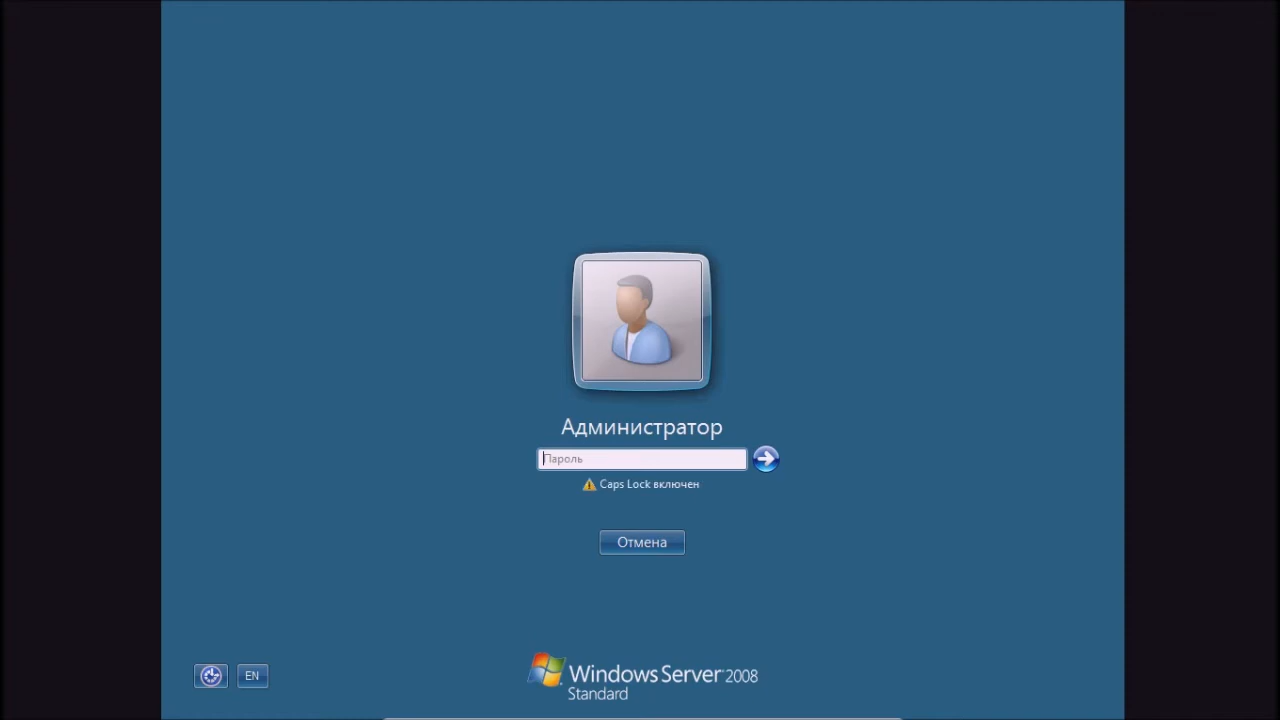 Администратор
Пароль
Caps Lock включен
Отмена
EN
Windows Server 2008
Standard